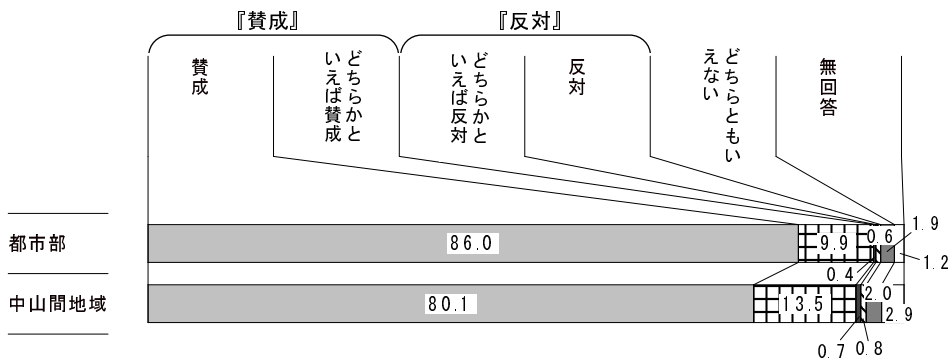 『賛成』
『反対』
賛成
どちらかと
いえば賛成
どちらかと
いえば反対
反対
どちらともい
えない
無回答
都市部
86.0
9.9
0.4
0.6
1.9
1.2
中山間地域
80.1
13.5
0.7
0.8
2.0
2.9